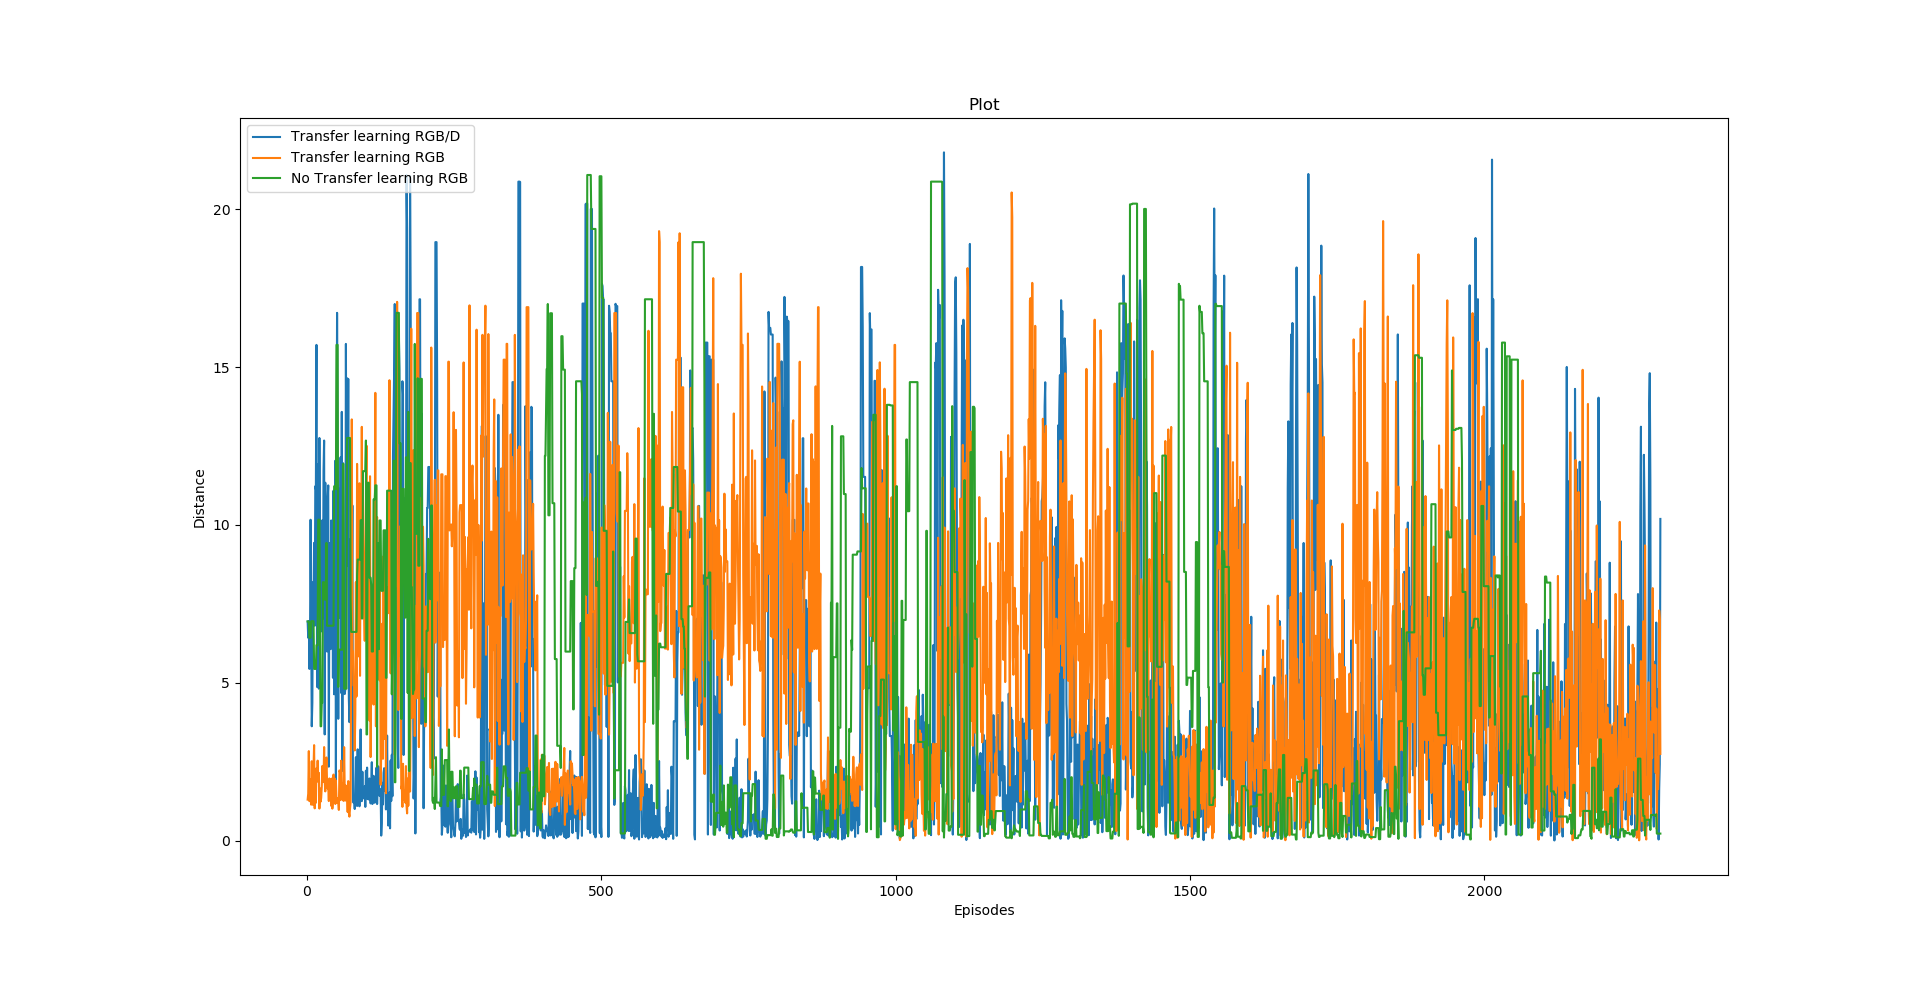 Plot
Transfer learning RGB/D
Transfer learning RGB
No Transfer learning RGB
20
15
10
5
0
Distance
0 500 1000 1500 2000
Episodes